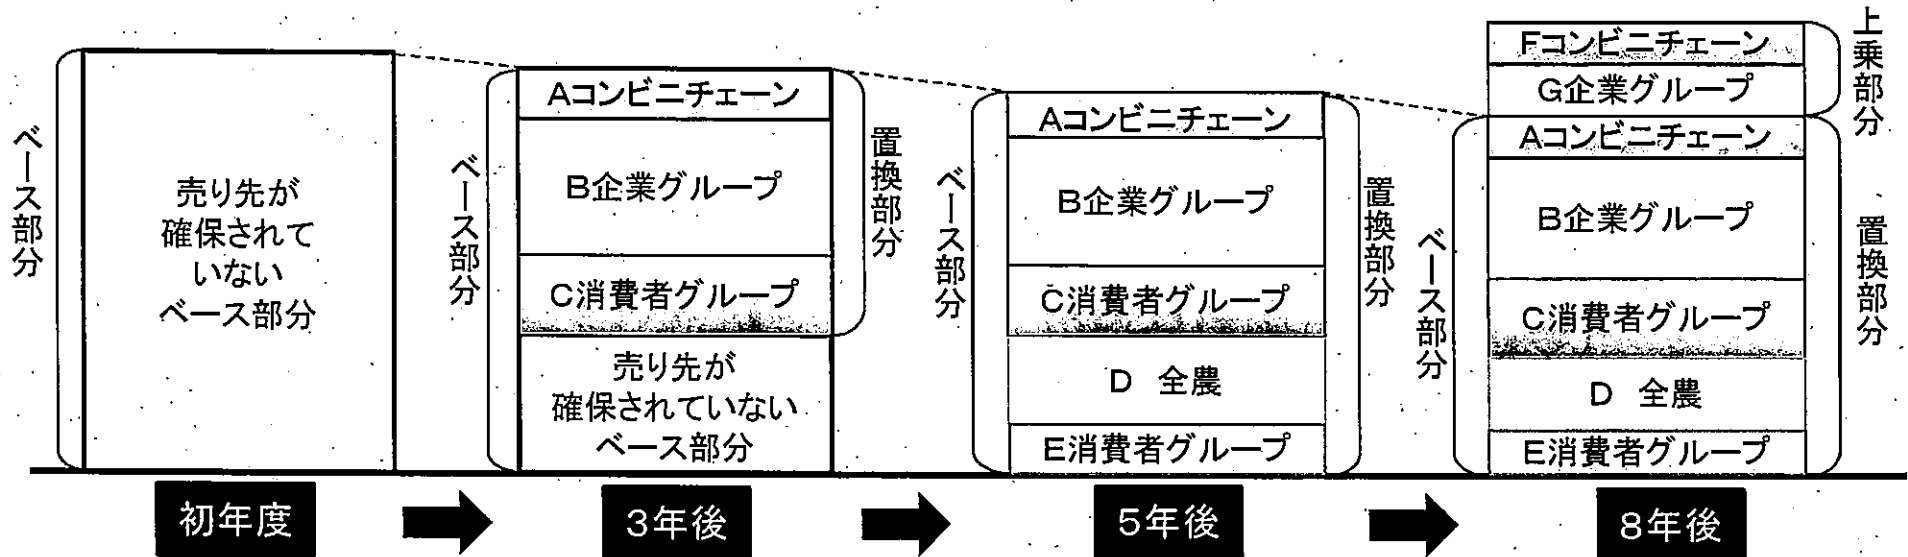 ベース部分
売り先が
確保されて
いない
ベース部分
初年度
ベース部分
Aコンビニチェーン
B企業グループ
C消費者グループ
売り先が
確保されていない
ベース部分
置換部分
3年後
ベース部分
Aコンビニチェーン
B企業グループ
C消費者グループ
D 全農
E消費者グループ
置換部分
5年後
ベース部分
Fコンビニチェーン
G企業グループ
Aコンビニチェーン
B企業グループ
C消費者グループ
D 全農
E消費者グループ
上乗部分
置換部分
8年後